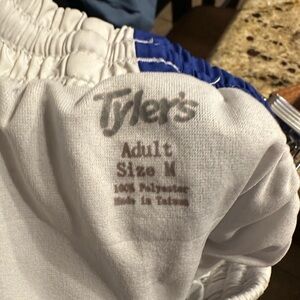 Tyler's
Adult
Size M
100% Polyester
Made in Taiwan